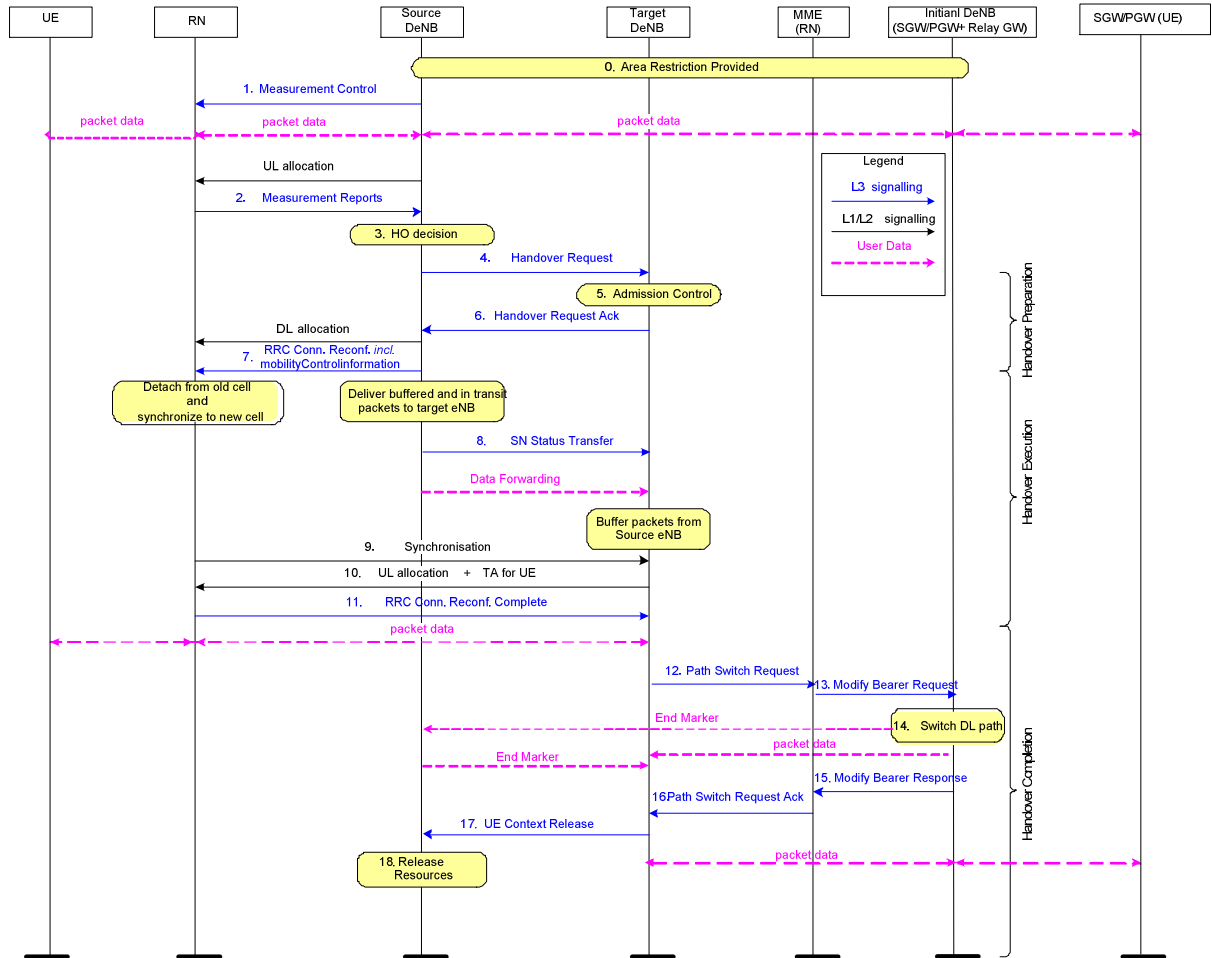 UE
RN
Source
DeNB
Target
DeNB
MME
(RN)
Initianl DeNB
(SGW/PGW+ Relay GW)
SGW/PGW (UE)
0. Area Restriction Provided
1. Measurement Control
packet data
packet data
packet data
UL allocation
2. Measurement Reports
3. HO decision
Legend
L3 signalling
L1/L2 signalling
User Data
4. Handover Request
5. Admission Control
6. Handover Request Ack
DL allocation
7. RRC Conn. Reconf. incl.
mobilityControlinformation
Handover Preparation
Detach from old cell
and
synchronize to new cell
Deliver buffered and in transit
packets to target eNB
8. SN Status Transfer
Data Forwarding
Handover Execution
Buffer packets from
Source eNB
9. Synchronisation
10. UL allocation + TA for UE
11. RRC Conn. Reconf. Complete
packet data
12. Path Switch Request
13. Modify Bearer Request
End Marker
14. Switch DL path
packet data
End Marker
15. Modify Bearer Response
16.Path Switch Request Ack
17. UE Context Release
Handover Completion
packet data
18. Release
Resources